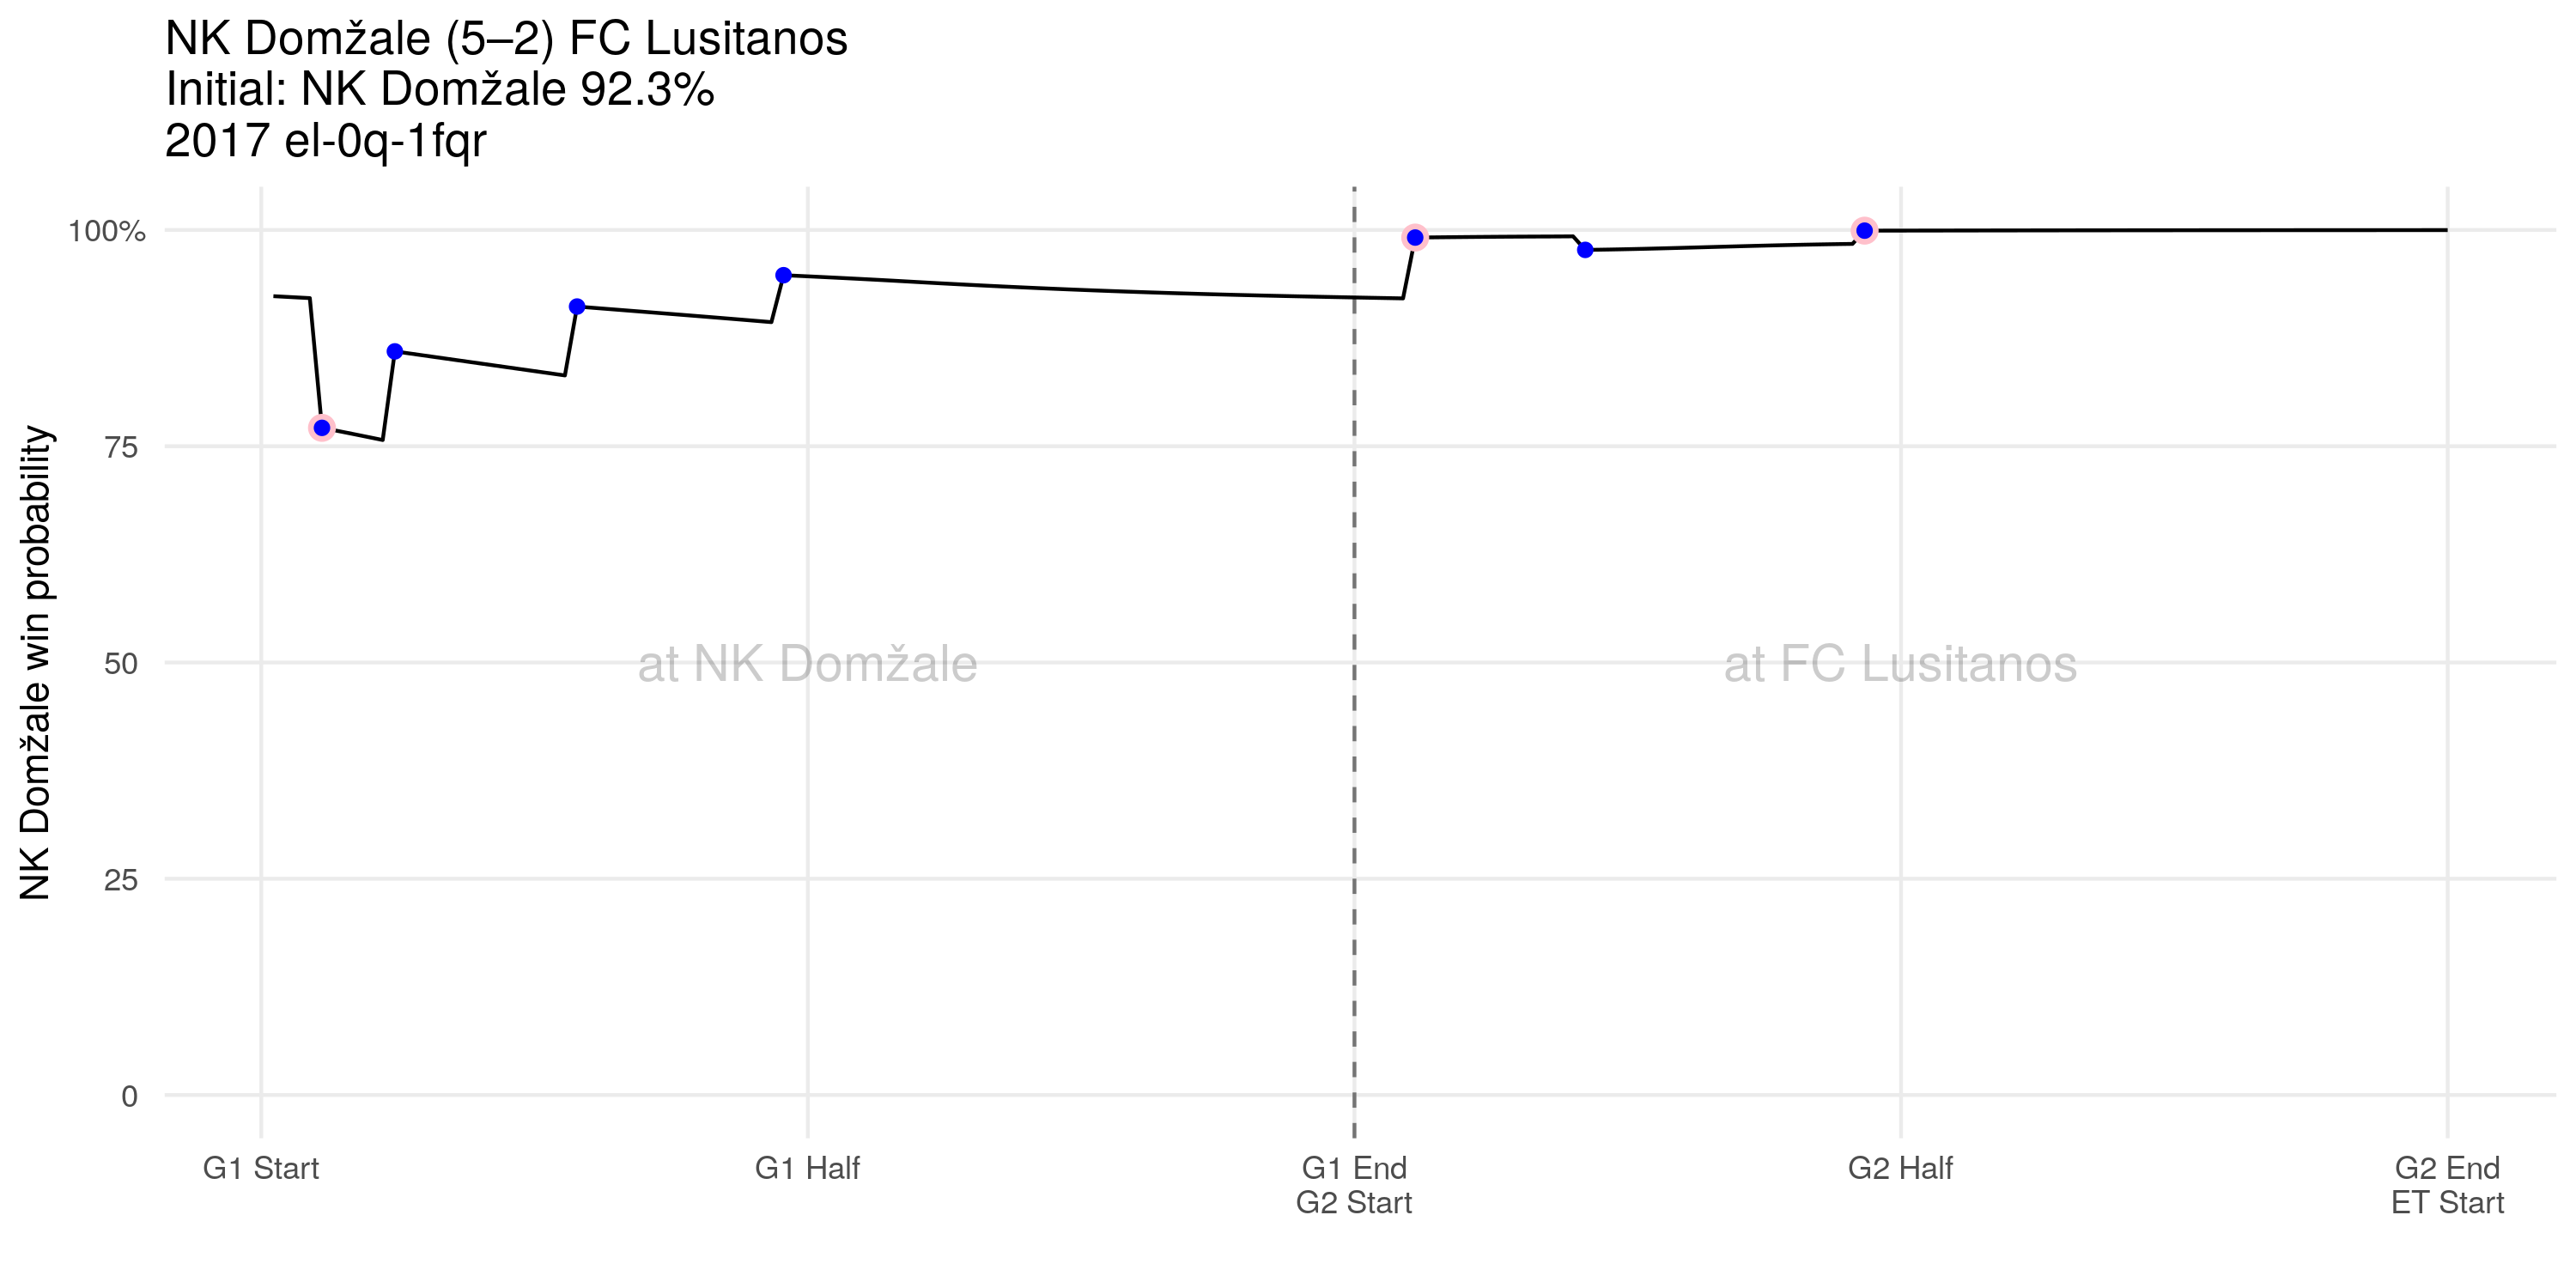 NK Domžale (5–2) FC Lusitanos
Initial: NK Domžale 92.3%
2017 el-0q-1fqr
NK Domžale win probability
100%
75
50
25
0
at NK Domžale
at FC Lusitanos
G1 Start
G1 Half
G1 End
G2 Start
G2 Half
G2 End
ET Start